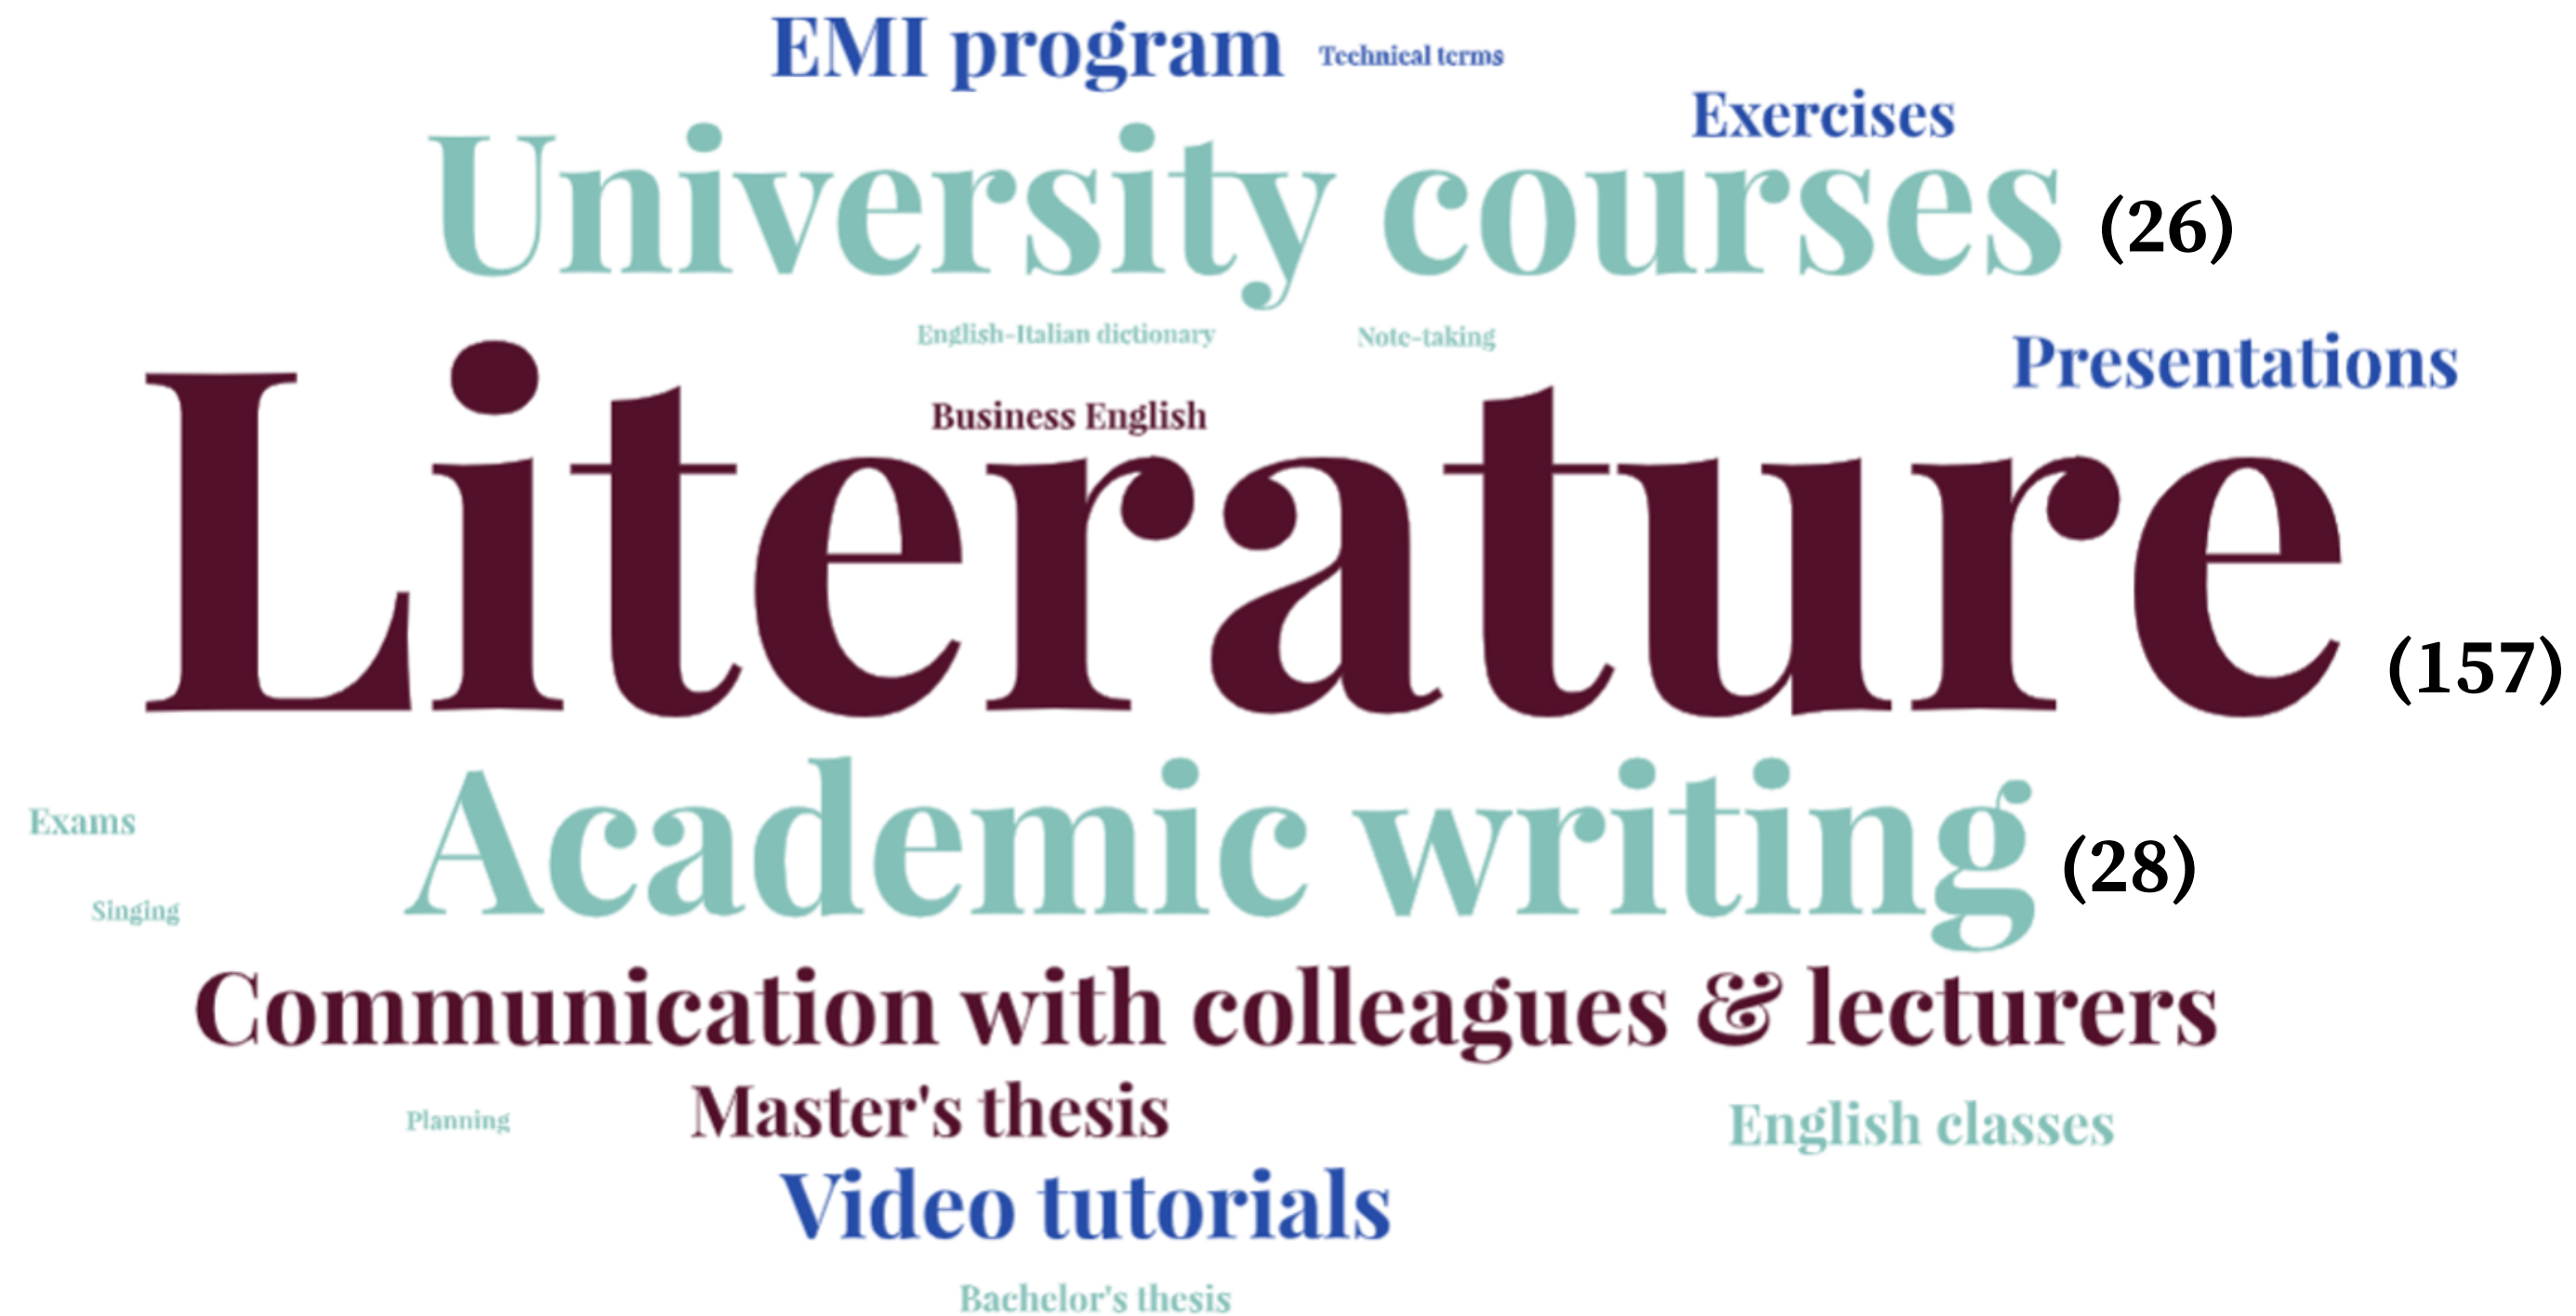 EMI program Technical terms
Exercises
University courses (26)
English-Italian dictionary Note-taking
Presentations
Business English
Literature (157)
Academic writing (28)
Exams
Singing
Communication with colleagues & lecturers
Master's thesis
Planning
English classes
Video tutorials
Bachelor's thesis